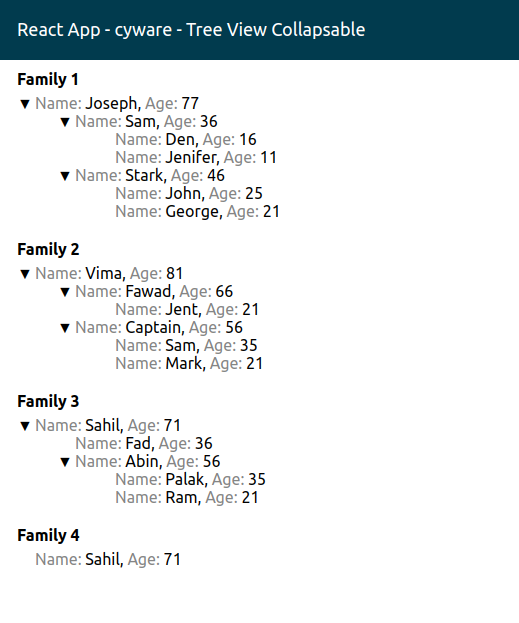 React App - cyware - Tree View Collapsable
Family 1
▼ Name: Joseph, Age: 77
▼ Name: Sam, Age: 36
Name: Den, Age: 16
Name: Jenifer, Age: 11
▼ Name: Stark, Age: 46
Name: John, Age: 25
Name: George, Age: 21
Family 2
▼ Name: Vima, Age: 81
▼ Name: Fawad, Age: 66
Name: Jent, Age: 21
▼ Name: Captain, Age: 56
Name: Sam, Age: 35
Name: Mark, Age: 21
Family 3
▼ Name: Sahil, Age: 71
Name: Fad, Age: 36
▼ Name: Abin, Age: 56
Name: Palak, Age: 35
Name: Ram, Age: 21
Family 4
Name: Sahil, Age: 71